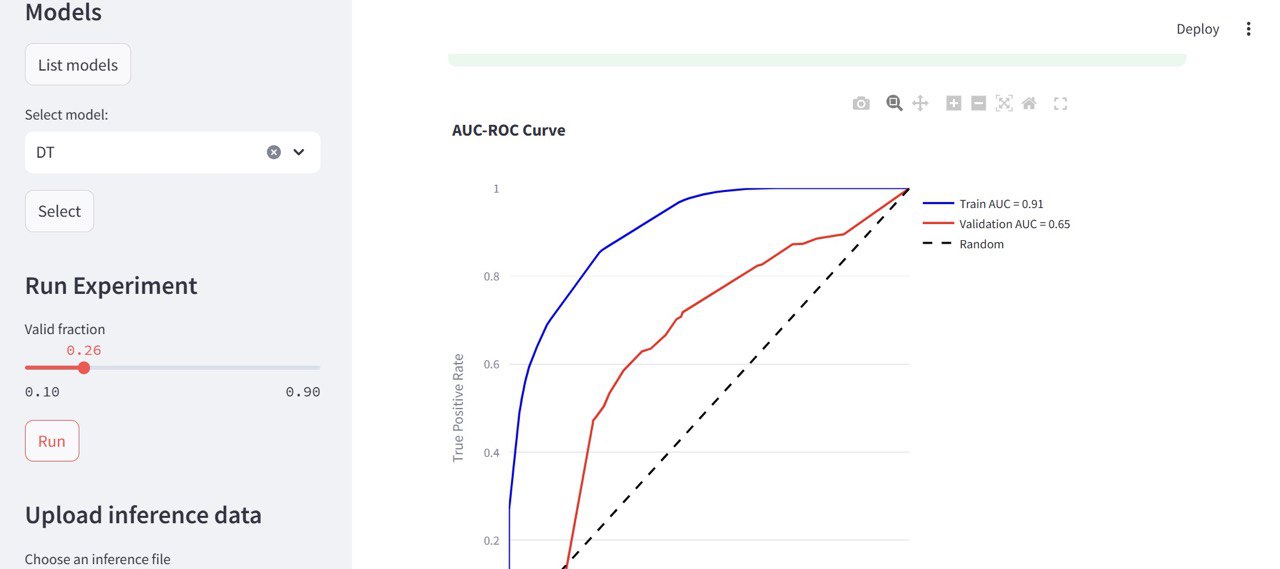 Models
List models
Select model:
DT
Select
Run Experiment
Valid fraction
0.26
0.10 0.90
Run
Upload inference data
Choose an inference file
Deploy
AUC-ROC Curve
1
0.8
0.6
0.4
0.2
True Positive Rate
Train AUC = 0.91
Validation AUC = 0.65
Random